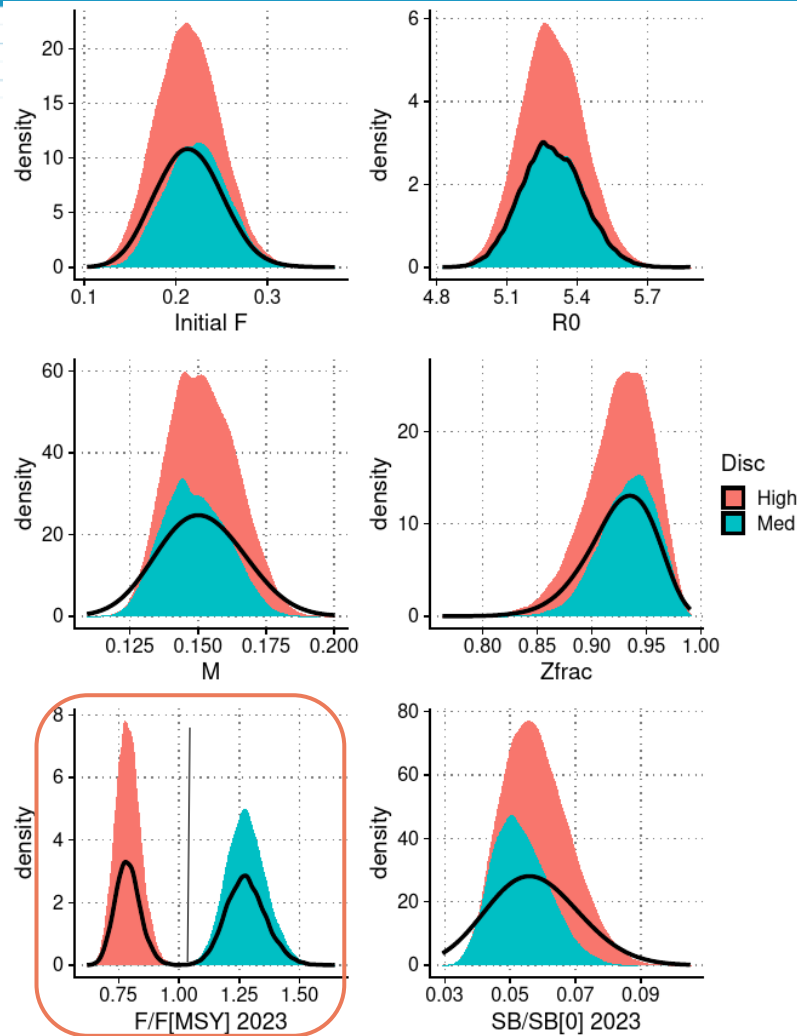 density
20
15
10
5
0
0.1 0.2 0.3
Initial F
density
6
4
2
0
4.8 5.1 5.4 5.7
R0
density
60
40
20
0
0.125 0.150 0.175 0.200
M
density
20
10
0
0.80 0.85 0.90 0.95 1.00
Zfrac
Disc
High
Med
density
8
6
4
2
0
0.75 1.00 1.25 1.50
F/F[MSY] 2023
density
80
60
40
20
0
0.03 0.05 0.07 0.09
SB/SB[0] 2023